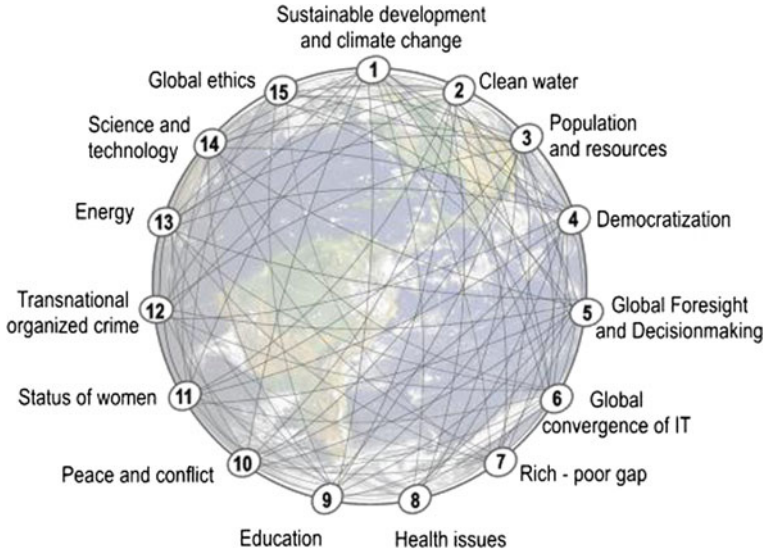 Sustainable development
and climate change
1
2
Clean water
3
Population
and resources
4
Democratization
5
Global Foresight
and Decisionmaking
6
Global
convergence of IT
7
Rich - poor gap
8
Health issues
9
Education
10
Peace and conflict
11
Status of women
12
Transnational
organized crime
13
Energy
14
Science and
technology
15
Global ethics